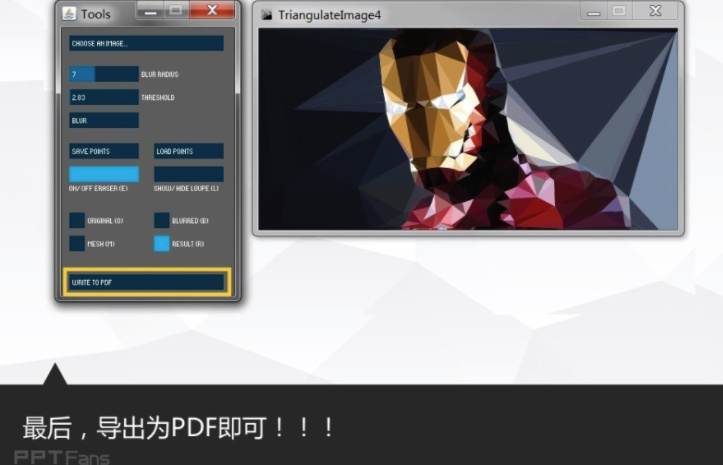 Tools
TriangulateImage4
CHOOSE AN IMAGE...
7 BLUR RADIUS
2.83 THRESHOLD
BLUR
SAVE POINTS LOAD POINTS
ON/OFF ERASER (E) SHOW/HIDE LOUPE (L)
ORIGINAL (O) BLURRED (B)
MESH (M) RESULT (R)
WRITE TO PDF
最后，导出为PDF即可！！！
PPTFans